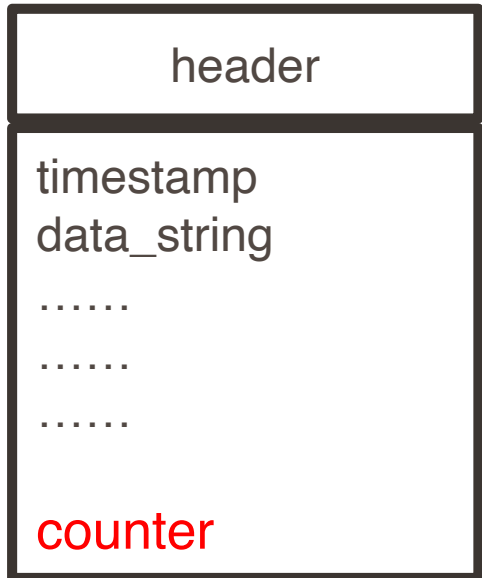 header
timestamp
data_string
......
......
......
counter